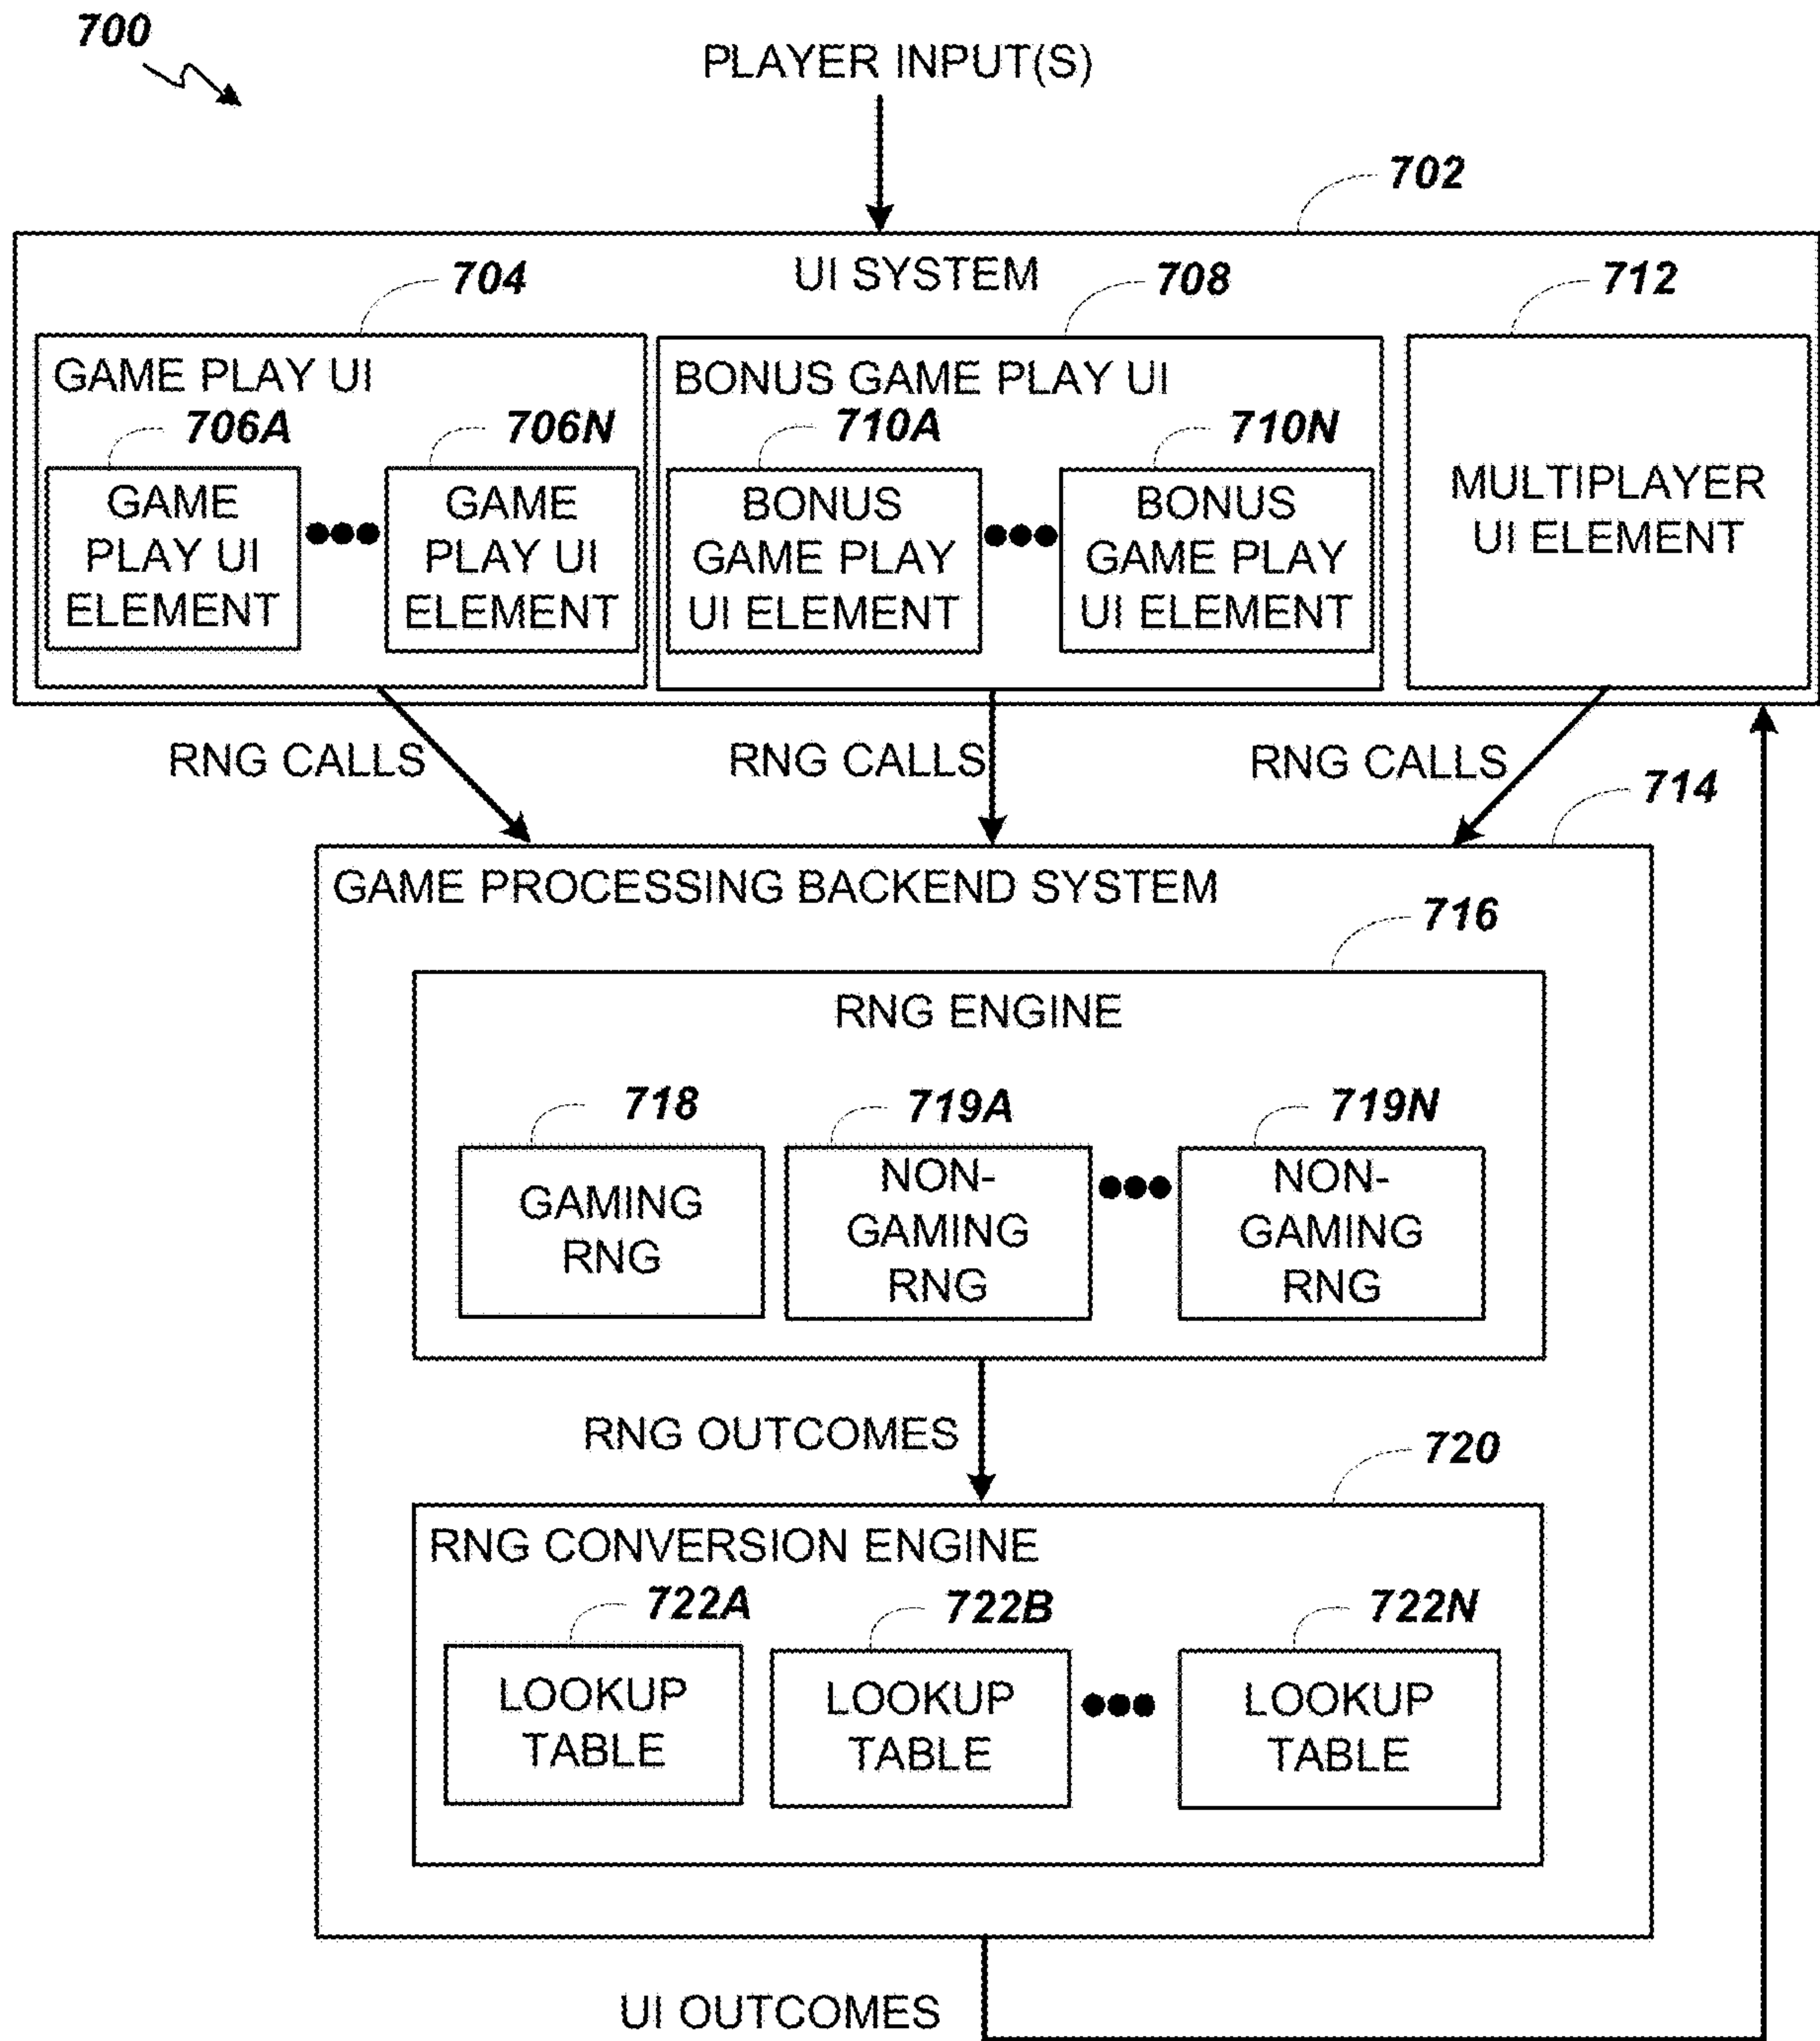 700
PLAYER INPUT(S)
702
UI SYSTEM
704
708
712
GAME PLAY UI
706A
706N
GAME
PLAY UI
ELEMENT
GAME
PLAY UI
ELEMENT
BONUS GAME PLAY UI
710A
710N
BONUS
GAME PLAY
UI ELEMENT
BONUS
GAME PLAY
UI ELEMENT
MULTIPLAYER
UI ELEMENT
RNG CALLS
RNG CALLS
RNG CALLS
714
GAME PROCESSING BACKEND SYSTEM
716
RNG ENGINE
718
719A
719N
GAMING
RNG
NON-
GAMING
RNG
NON-
GAMING
RNG
RNG OUTCOMES
720
RNG CONVERSION ENGINE
722A
722B
722N
LOOKUP
TABLE
LOOKUP
TABLE
LOOKUP
TABLE
UI OUTCOMES